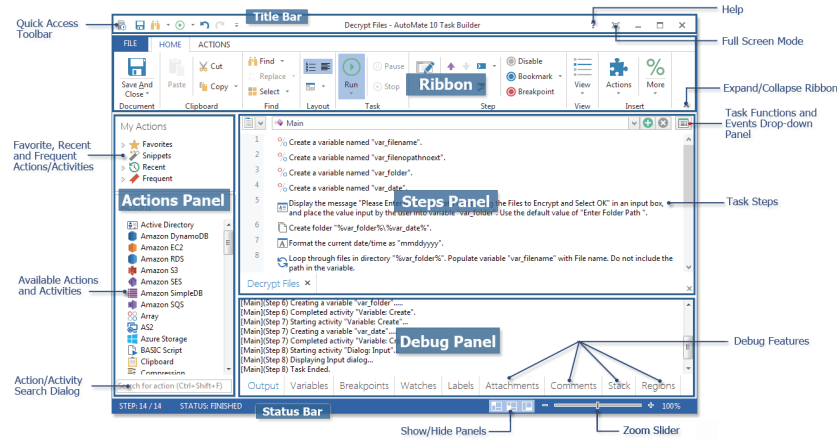 Quick Access
Toolbar
Title Bar
Decrypt Files - AutoMate 10 Task Builder
?
Help
Full Screen Mode
FILE
HOME
ACTIONS
Save And
Close
Paste
Cut
Copy
Find
Replace
Select
Run
Pause
Stop
Ribbon
Disable
Bookmark
Breakpoint
View
Actions
More
Document
Clipboard
Find
Layout
Task
Step
View
Insert
Expand/Collapse Ribbon
My Actions
Favorites
Snippets
Recent
Frequent
Favorite, Recent
and Frequent
Actions/Activities
Actions Panel
Main
Task Functions and
Events Drop-down
Panel
1 Create a variable named "var_filename".
2 Create a variable named "var_filenopathnoext".
3 Create a variable named "var_folder".
4 Create a variable named "var_date".
Steps Panel
5 Display the message "Please Enter the Files to Encrypt and Select OK" in an input box,
and place the value input by the user into variable "var_folder". Use the default value of "Enter Folder Path ".
6 Create folder "%var_folder%\%var_date%".
7 Format the current date/time as "mmddyyyy".
8 Loop through files in directory "%var_folder%". Populate variable "var_filename" with File name. Do not include the
path in the variable.
Task Steps
Decrypt Files
Active Directory
Amazon DynamoDB
Amazon EC2
Amazon RDS
Amazon S3
Amazon SES
Amazon SimpleDB
Amazon SQS
Array
AS2
Azure Storage
BASIC Script
Clipboard
Compression
Available Actions
and Activities
[Main](Step 6) Creating a variable "var_folder"....
[Main](Step 6) Completed activity "Variable: Create".
[Main](Step 7) Starting activity "Variable: Create"...
[Main](Step 7) Creating a variable "var_date"...
[Main](Step 7) Completed activity "Variable: Create".
[Main](Step 8) Starting activity "Dialog: Input"...
[Main](Step 8) Displaying Input dialog...
[Main](Step 8) Task Ended.
Debug Panel
Debug Features
Output
Variables
Breakpoints
Watches
Labels
Attachments
Comments
Stack
Regions
Action/Activity
Search Dialog
Search for action (Ctrl+Shift+F)
STEP: 14 / 14
STATUS: FINISHED
Status Bar
100%
Show/Hide Panels
Zoom Slider